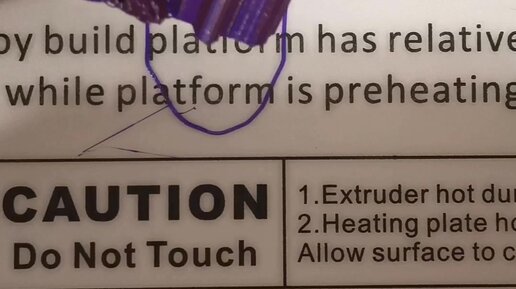 by build platform has relative
while platform is preheating
CAUTION
Do Not Touch
1.Extruder hot
2.Heating plate
Allow surface to